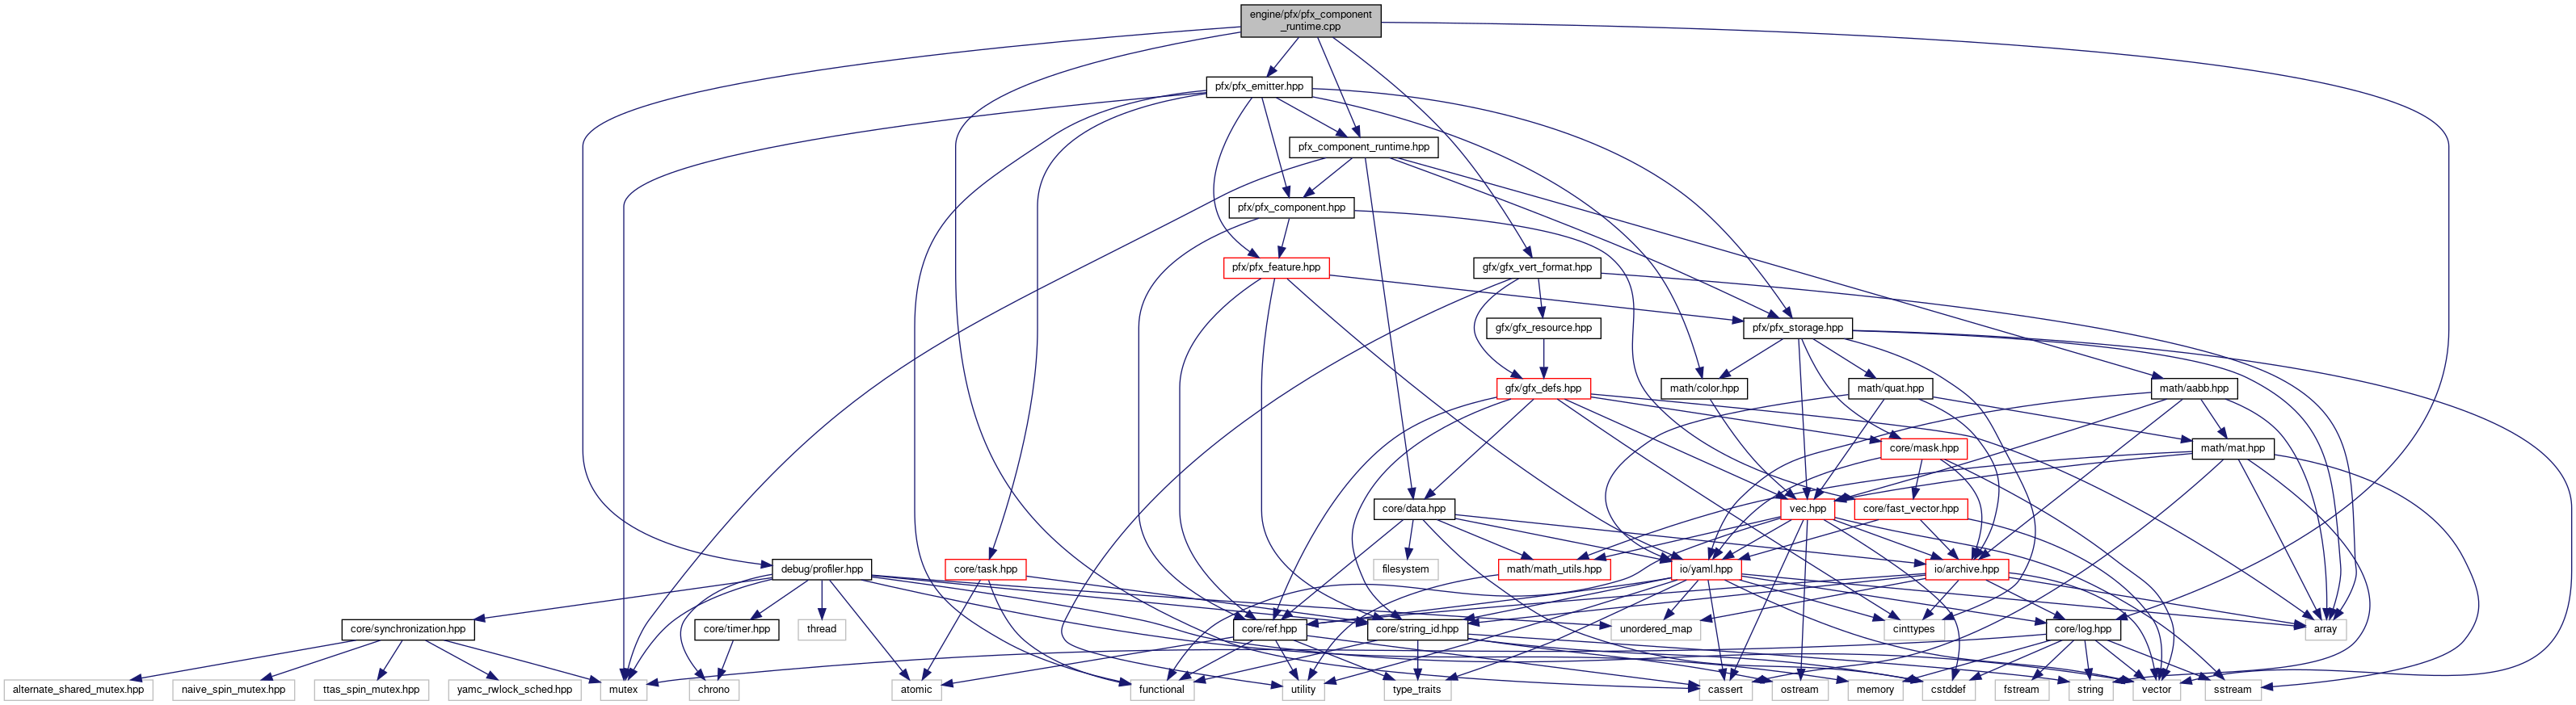 engine/pfx/pfx_component
_runtime.cpp
pfx/pfx_emitter.hpp
pfx_component_runtime.hpp
pfx/pfx_component.hpp
pfx/pfx_feature.hpp
gfx/gfx_vert_format.hpp
gfx/gfx_resource.hpp
pfx/pfx_storage.hpp
gfx/gfx_defs.hpp
math/color.hpp
math/quat.hpp
math/aabb.hpp
core/mask.hpp
math/mat.hpp
core/data.hpp
vec.hpp
core/fast_vector.hpp
debug/profiler.hpp
core/task.hpp
filesystem
math/math_utils.hpp
io/yaml.hpp
io/archive.hpp
core/synchronization.hpp
core/timer.hpp
thread
core/ref.hpp
core/string_id.hpp
unordered_map
cinttypes
core/log.hpp
array
alternate_shared_mutex.hpp
naive_spin_mutex.hpp
ttas_spin_mutex.hpp
yamc_rwlock_sched.hpp
mutex
chrono
atomic
functional
utility
type_traits
cassert
ostream
memory
cstddef
fstream
string
vector
sstream